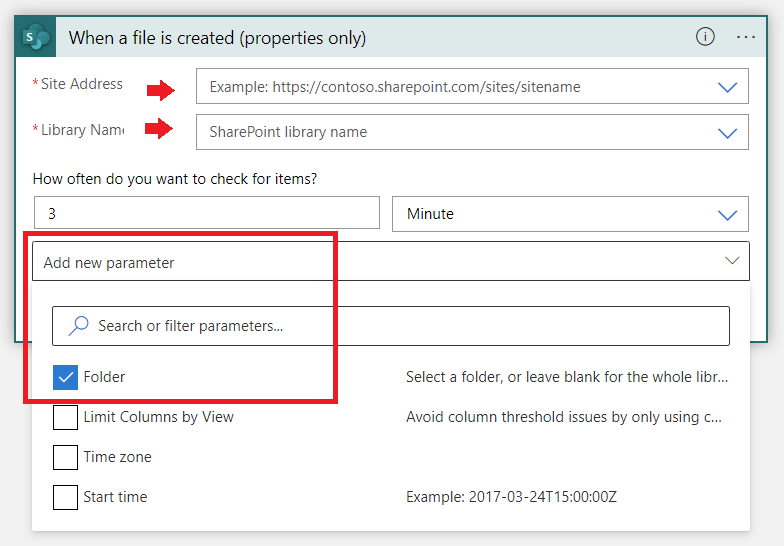 S
When a file is created (properties only)
* Site Address
Example: https://contoso.sharepoint.com/sites/sitename
* Library Name
SharePoint library name
How often do you want to check for items?
3
Minute
Add new parameter
Search or filter parameters...
Folder
Select a folder, or leave blank for the whole libr...
Limit Columns by View
Avoid column threshold issues by only using c...
Time zone
Start time
Example: 2017-03-24T15:00:00Z